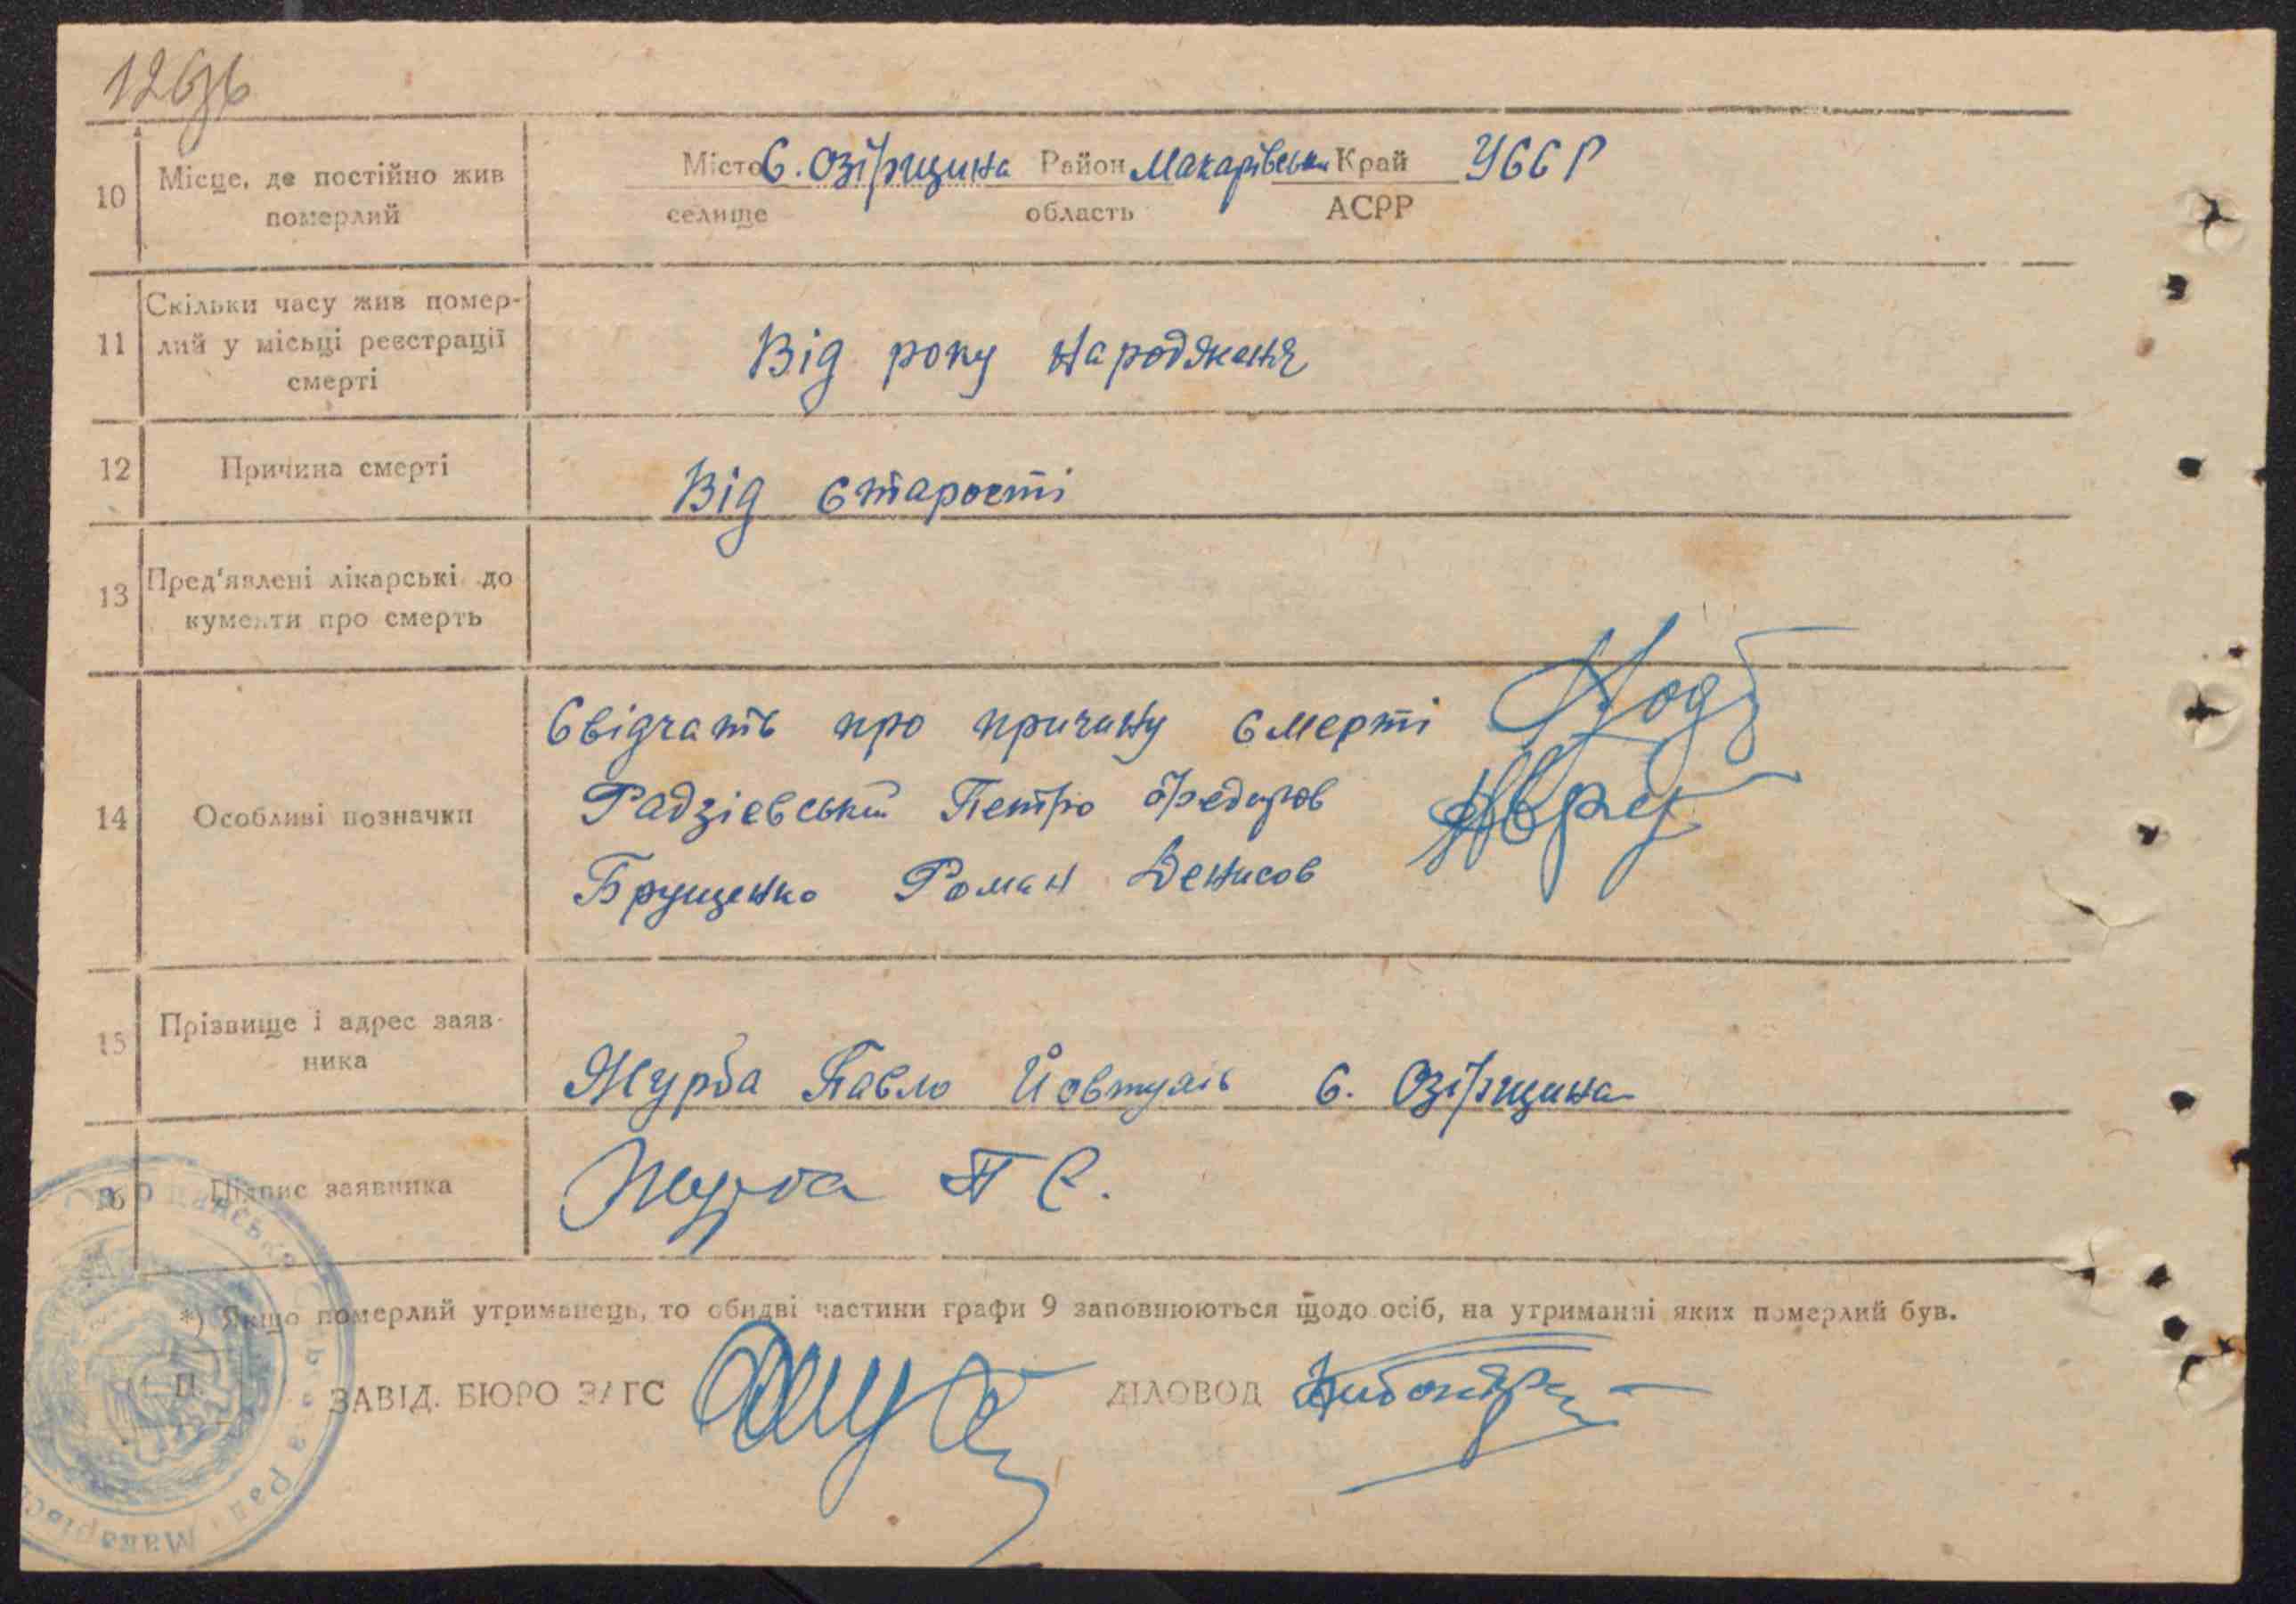 10 Місце, де постійно жив померлий
Місто с. Озірщина Район Макарівськ Край УССР
селище область АСРР
11 Скільки часу жив помер-
лий у місьці реєстрації
смерті
Від року народження
12 Причина смерті
Від старості
13 Пред'явлені лікарські до
кументи про смерть
14 Особливі позначки
Свідчать про причину смерті
Радзієвський Петро Федоров
Брущенко Роман Денисов
15 Прізвище і адрес заяв-
ника
Журба Павло с. Озірщина
16 Підпис заявника
Журба П Є.
*) Якщо померлий утриманець, то обидві частини графи 9 заповнюються щодо осіб, на утриманні яких померлий був.
М. П.
ЗАВІД. БЮРО ЗАГС ДІЛОВОД